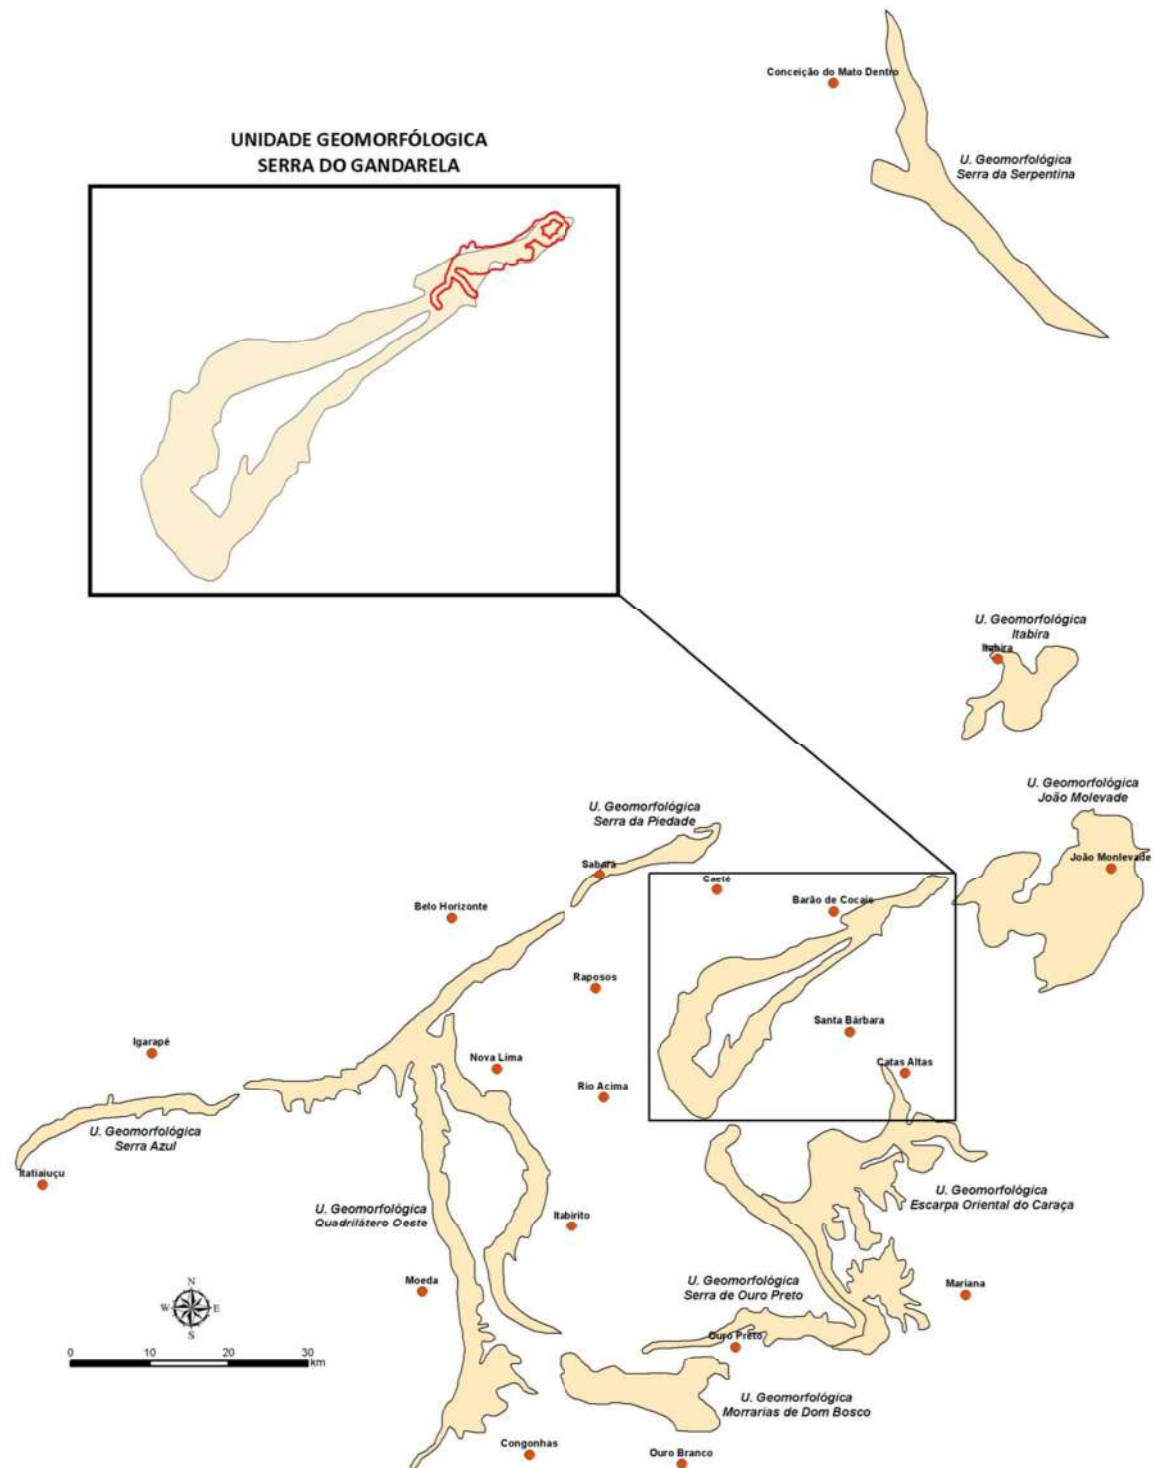 Conceição do Mato Dentro
UNIDADE GEOMORFÓLOGICA
SERRA DO GANDARELA
U. Geomorfológica
Serra da Serpentina
U. Geomorfológica
Itabira
Itabira
U. Geomorfológica
João Molevade
U. Geomorfológica
Serra da Piedade
João Monlevade
Sabará
Caeté
Barão de Cocais
Belo Horizonte
Raposos
Santa Bárbara
Igarapé
Nova Lima
Catas Altas
Rio Acima
U. Geomorfológica
Serra Azul
Itatiaiuçu
U. Geomorfológica
Escarpa Oriental do Caraça
U. Geomorfológica
Quadrilátero Oeste
Itabirito
Moeda
U. Geomorfológica
Serra de Ouro Preto
Mariana
N
W E
S
Ouro Preto
0 10 20 30
km
U. Geomorfológica
Morrarias de Dom Bosco
Congonhas
Ouro Branco